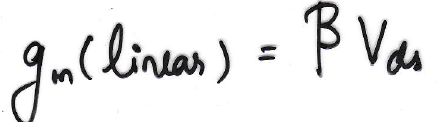 gm(linear) = β Vds